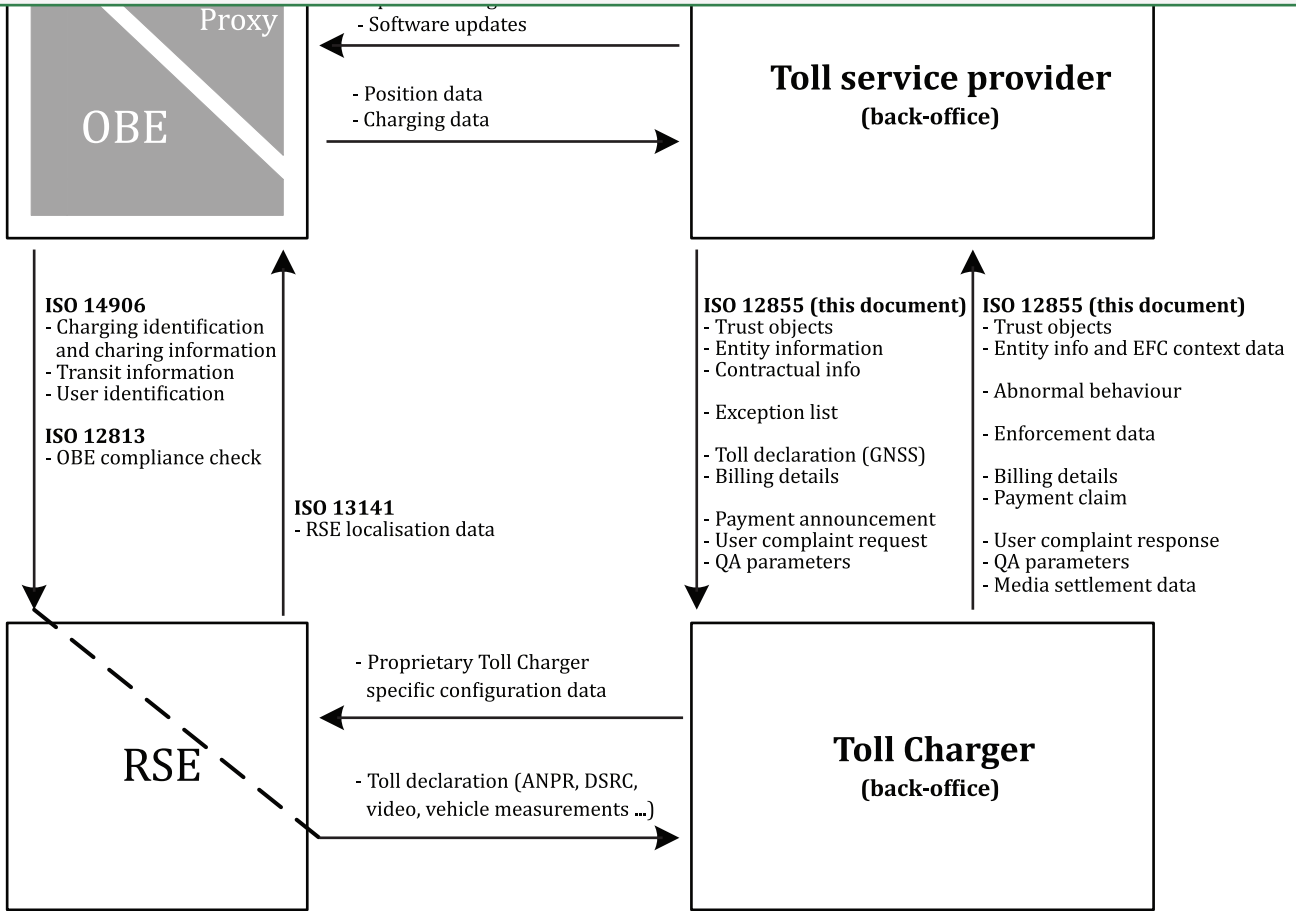 Proxy
OBE
- Software updates
- Position data
- Charging data
Toll service provider
(back-office)
ISO 14906
- Charging identification
and charing information
- Transit information
- User identification
ISO 12813
- OBE compliance check
ISO 13141
- RSE localisation data
ISO 12855 (this document)
- Trust objects
- Entity information
- Contractual info
- Exception list
- Toll declaration (GNSS)
- Billing details
- Payment announcement
- User complaint request
- QA parameters
ISO 12855 (this document)
- Trust objects
- Entity info and EFC context data
- Abnormal behaviour
- Enforcement data
- Billing details
- Payment claim
- User complaint response
- QA parameters
- Media settlement data
RSE
- Proprietary Toll Charger
specific configuration data
- Toll declaration (ANPR, DSRC,
video, vehicle measurements ...)
Toll Charger
(back-office)